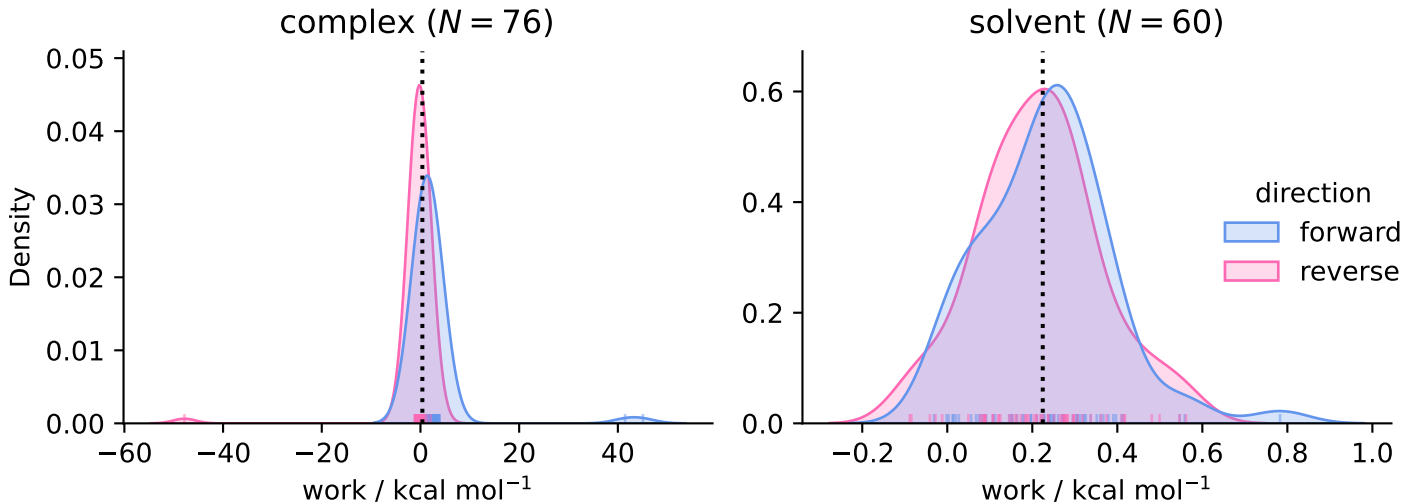 complex (N = 76)
0.05
0.04
0.03
0.02
0.01
0.00
Density
−60
−40
−20
0
20
40
work / kcal mol⁻¹
solvent (N = 60)
0.6
0.4
0.2
0.0
−0.2
0.0
0.2
0.4
0.6
0.8
1.0
work / kcal mol⁻¹
direction
forward
reverse